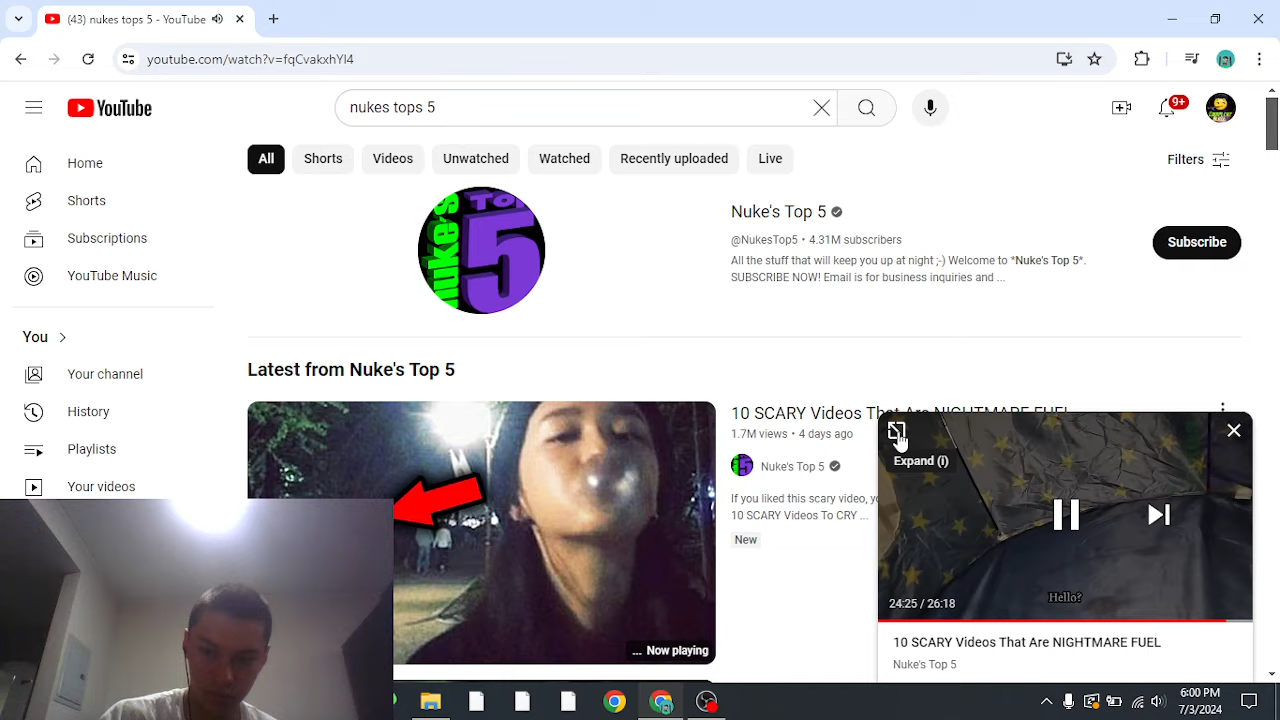 (43) nukes tops 5 - YouTube
youtube.com/watch?v=fqCvakxhYl4
YouTube
nukes tops 5
9+
All
Shorts
Videos
Unwatched
Watched
Recently uploaded
Live
Filters
Home
Shorts
Subscriptions
YouTube Music
You
Your channel
History
Playlists
Your videos
nuke's
TOP
5
Nuke's Top 5
@NukesTop5 • 4.31M subscribers
All the stuff that will keep you up at night ;-) Welcome to *Nuke's Top 5*.
SUBSCRIBE NOW! Email is for business inquiries and ...
Subscribe
Latest from Nuke's Top 5
... Now playing
10 SCARY Videos That Are NIGHTMARE FUEL
1.7M views • 4 days ago
Nuke's Top 5
If you liked this scary video, yo
10 SCARY Videos To CRY ...
New
Expand (i)
Hello?
24:25 / 26:18
10 SCARY Videos That Are NIGHTMARE FUEL
Nuke's Top 5
6:00 PM
7/3/2024